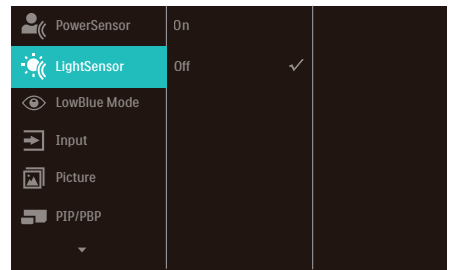 PowerSensor
On
LightSensor
Off
LowBlue Mode
Input
Picture
PIP/PBP